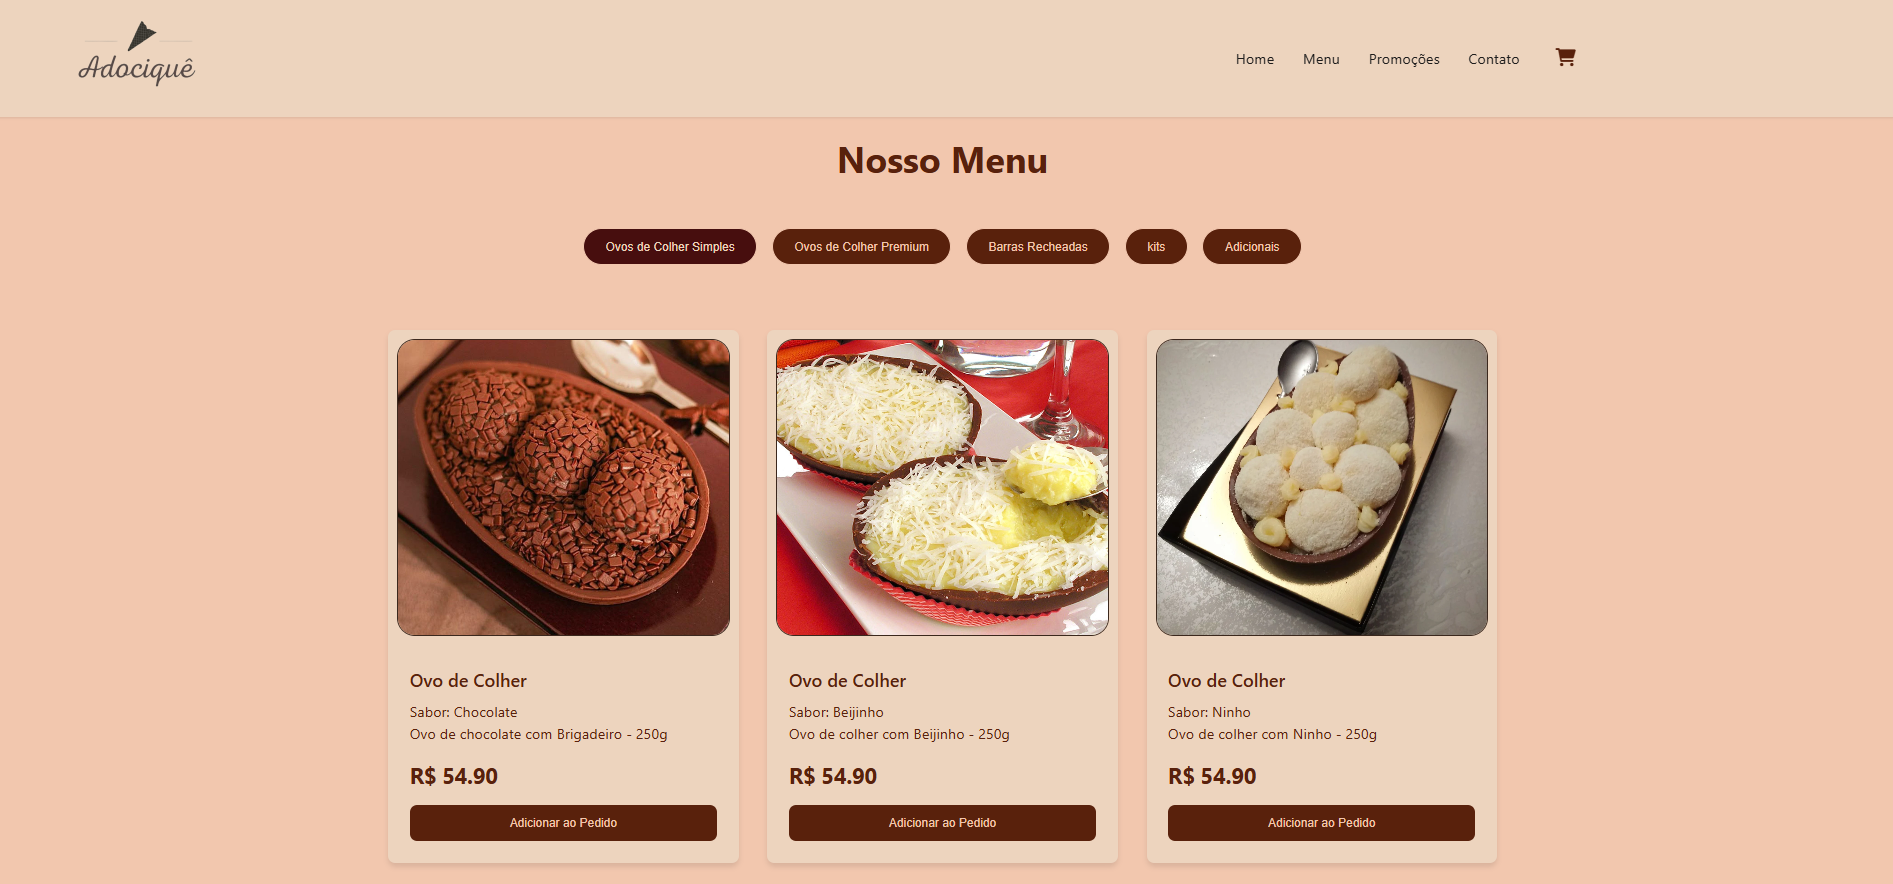 Adociquê
Home Menu Promoções Contato
Nosso Menu
Ovos de Colher Simples Ovos de Colher Premium Barras Recheadas kits Adicionais
Ovo de Colher
Sabor: Chocolate
Ovo de chocolate com Brigadeiro - 250g
R$ 54.90
Adicionar ao Pedido
Ovo de Colher
Sabor: Beijinho
Ovo de colher com Beijinho - 250g
R$ 54.90
Adicionar ao Pedido
Ovo de Colher
Sabor: Ninho
Ovo de colher com Ninho - 250g
R$ 54.90
Adicionar ao Pedido